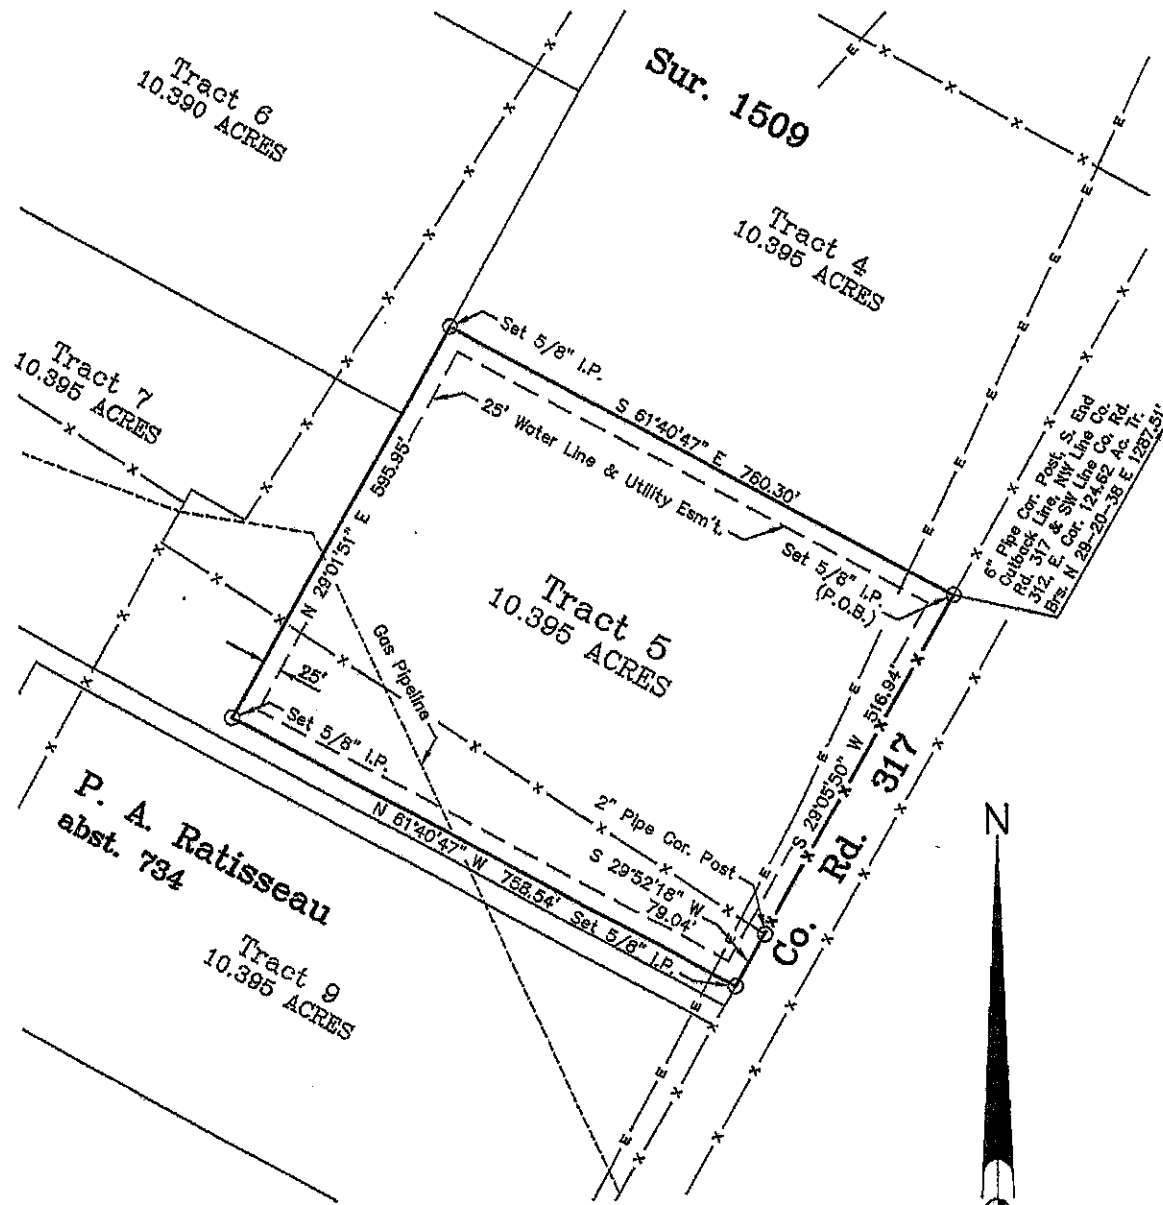 Tract 6
10.390 ACRES
Sur. 1509
Tract 4
10.395 ACRES
Tract 7
10.395 ACRES
Set 5/8" I.P.
S 61°40'47" E 760.30'
25' Water Line & Utility Esm't.
Set 5/8" I.P.
(P.O.B.)
6" Pipe Cor. Post, S. End
Cutback Line, NW Line Co.
Rd. 317 & SW Line Co. Rd.
312, E. Cor. 124.62 Ac. Tr.
Brs. N 29-20-38 E 1287.51'
N 29°01'51" E 595.95'
Tract 5
10.395 ACRES
Gas Pipeline
25'
Set 5/8" I.P.
S 29°05'50" W 516.94'
Co. Rd. 317
2" Pipe Cor. Post
S 29°52'18" W
79.04'
N 61°40'47" W 758.54'
Set 5/8" I.P.
P. A. Ratisseau
abst. 734
Tract 9
10.395 ACRES
N